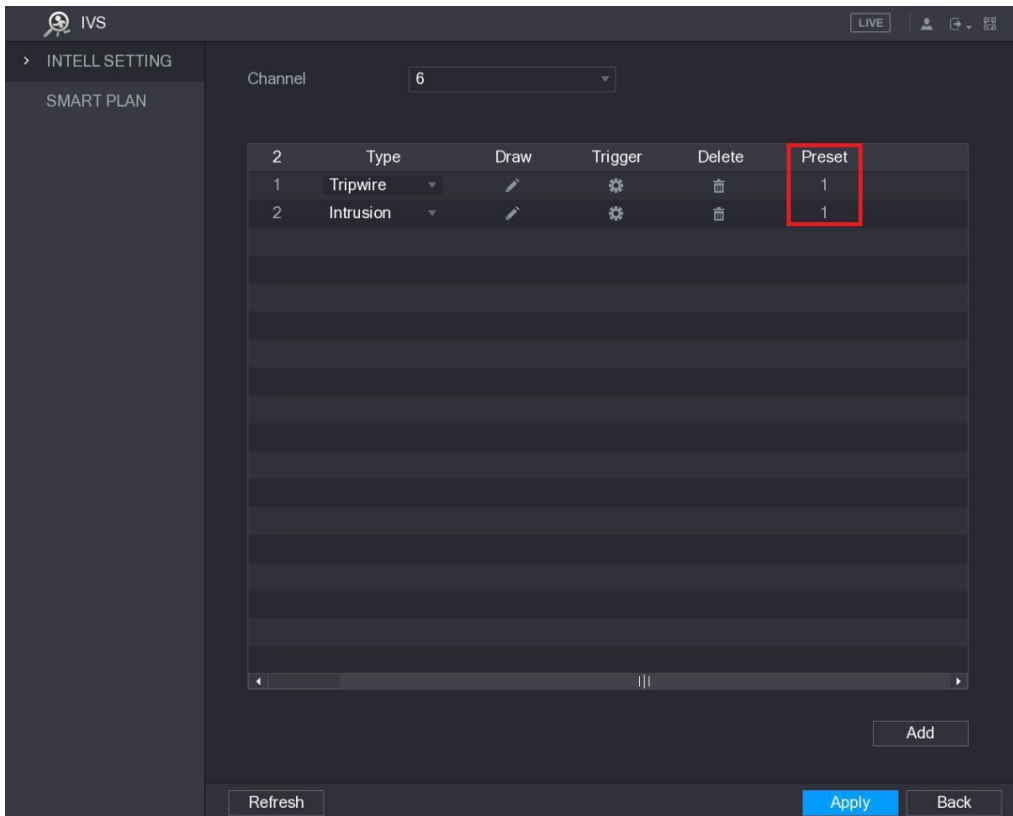 IVS LIVE
INTELL SETTING
SMART PLAN
Channel 6
2 Type Draw Trigger Delete Preset
1 Tripwire 1
2 Intrusion 1
Add
Refresh Apply Back